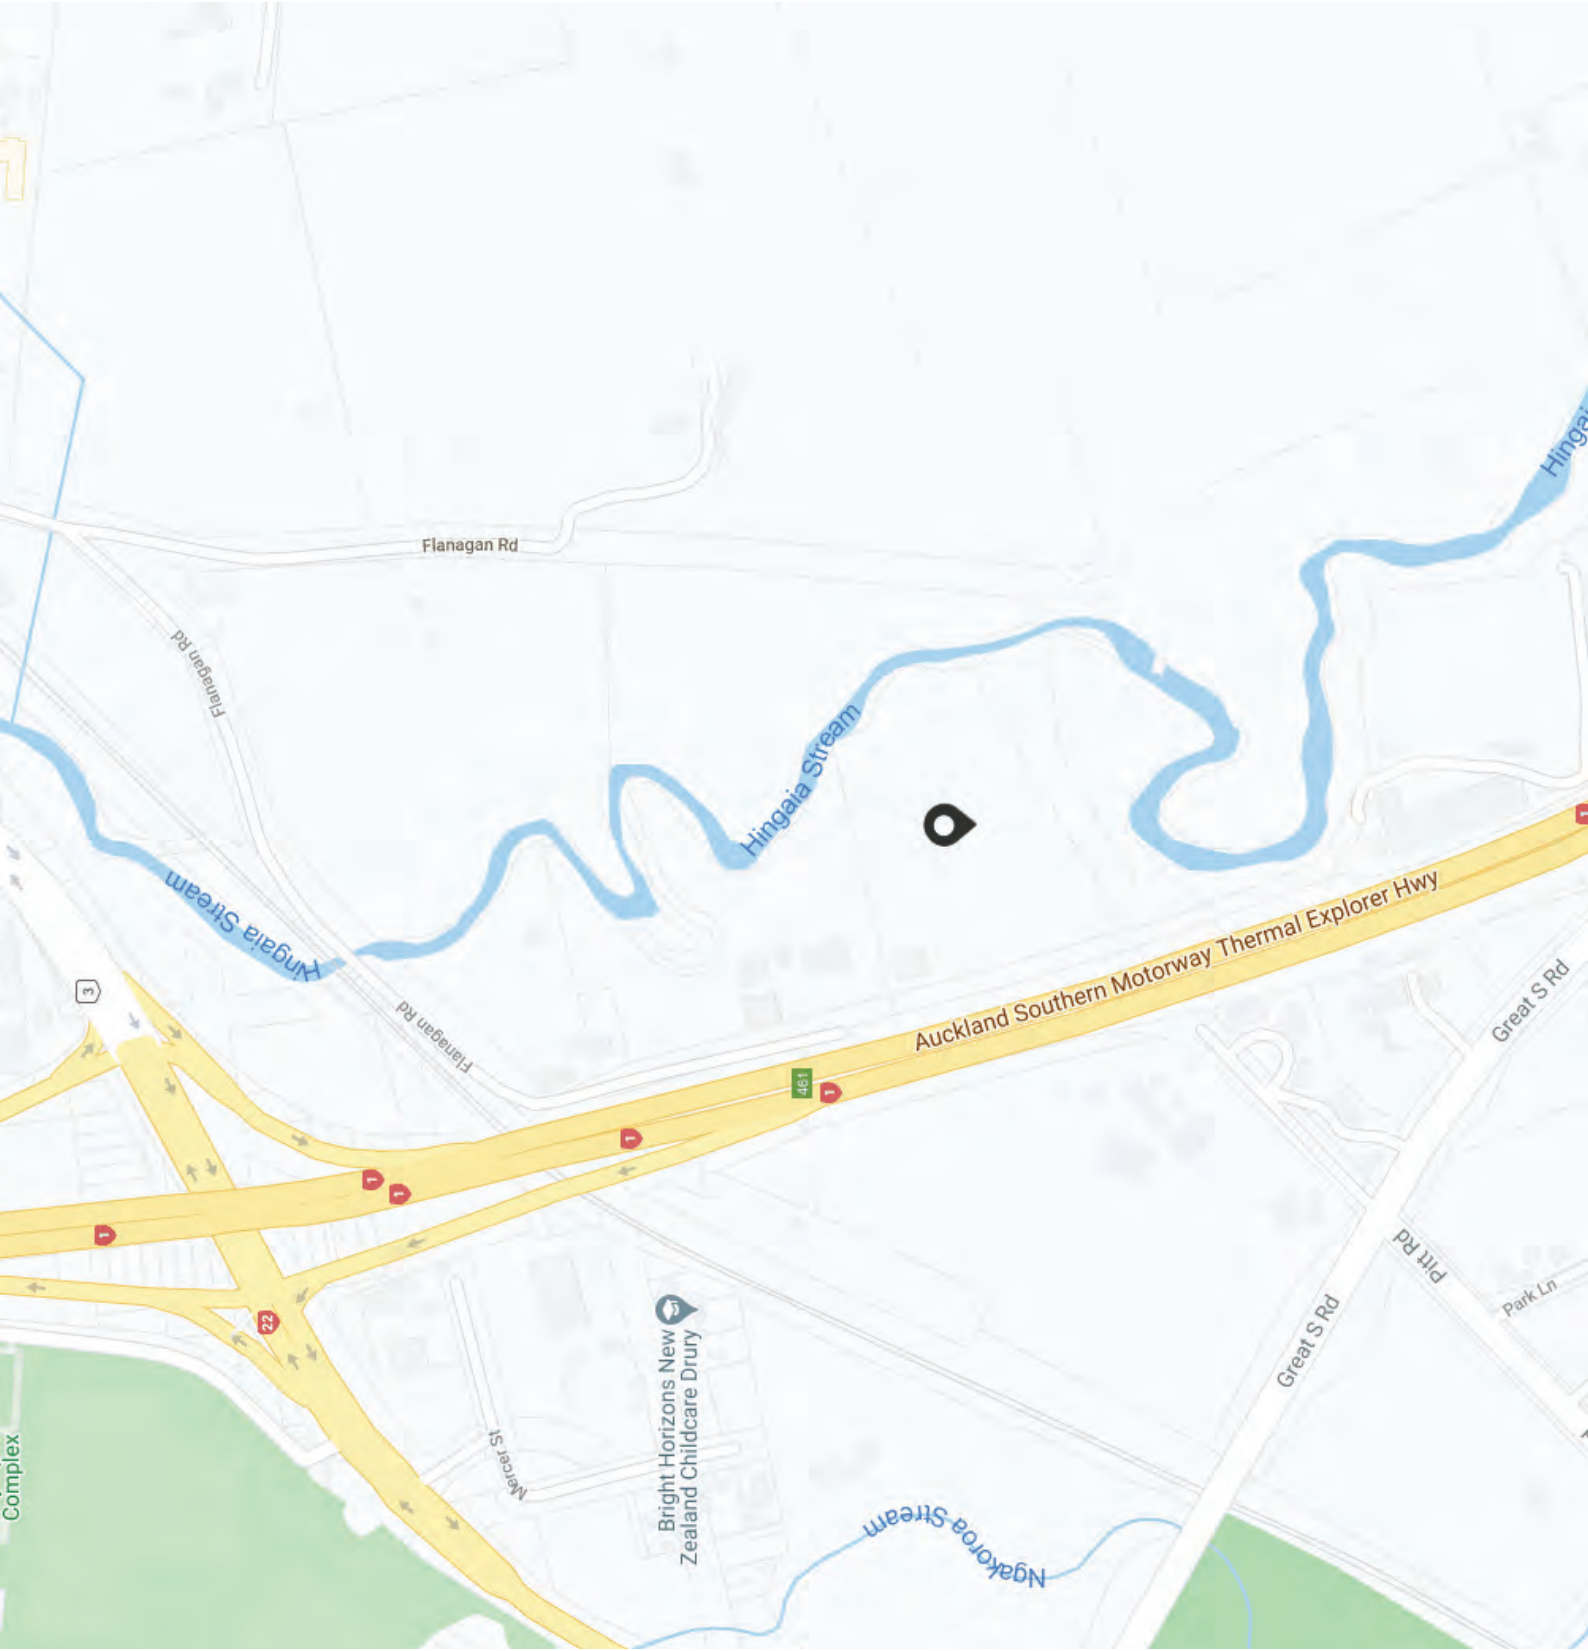 Hingai
Flanagan Rd
Flanagan Rd
Hingaia Stream
1
Hingaia Stream
Auckland Southern Motorway Thermal Explorer Hwy
3
Great S Rd
Flanagan Rd
461
1
1
1
1
1
Pitt Rd
Park Ln
22
Great S Rd
Bright Horizons New
Zealand Childcare Drury
Mercer St
Complex
Ngakoroa Stream